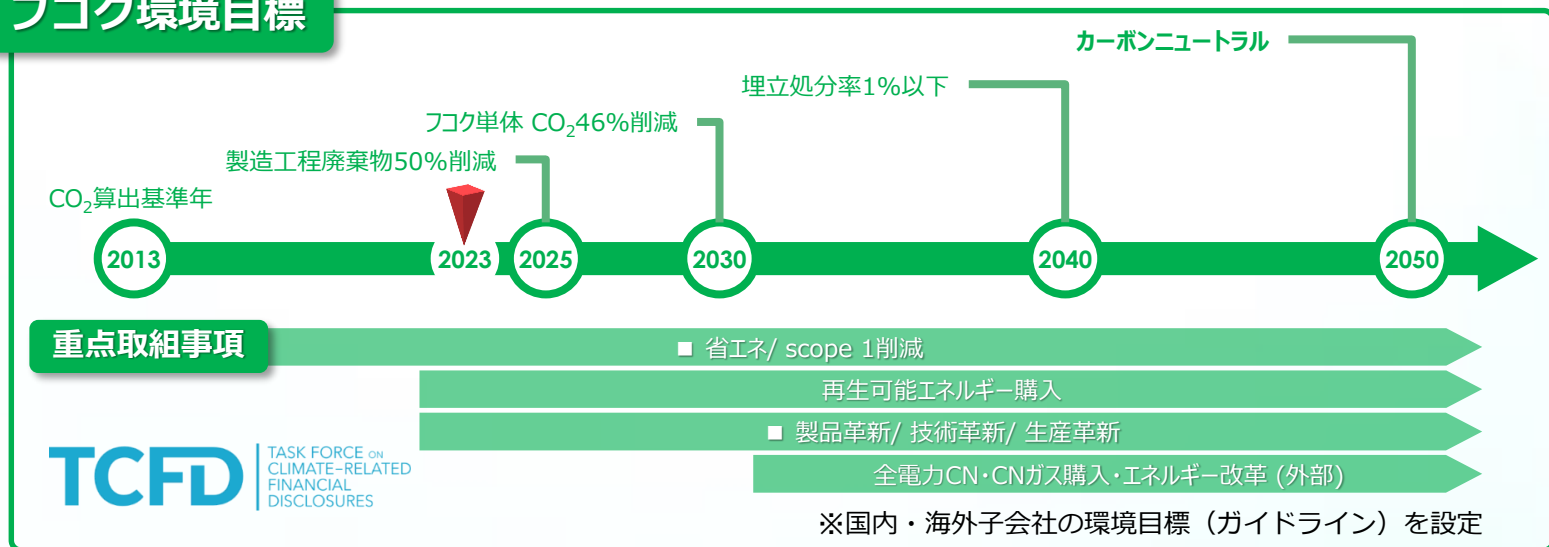 フコク環境目標
カーボンニュートラル
埋立処分率1%以下
フコク単体 CO₂46%削減
製造工程廃棄物50%削減
CO₂算出基準年
2013
2023
2025
2030
2040
2050
重点取組事項
■ 省エネ/ scope 1削減
再生可能エネルギー購入
■ 製品革新/ 技術革新/ 生産革新
全電力CN・CNガス購入・エネルギー改革 (外部)
TCFD
TASK FORCE ON
CLIMATE-RELATED
FINANCIAL
DISCLOSURES
※国内・海外子会社の環境目標（ガイドライン）を設定